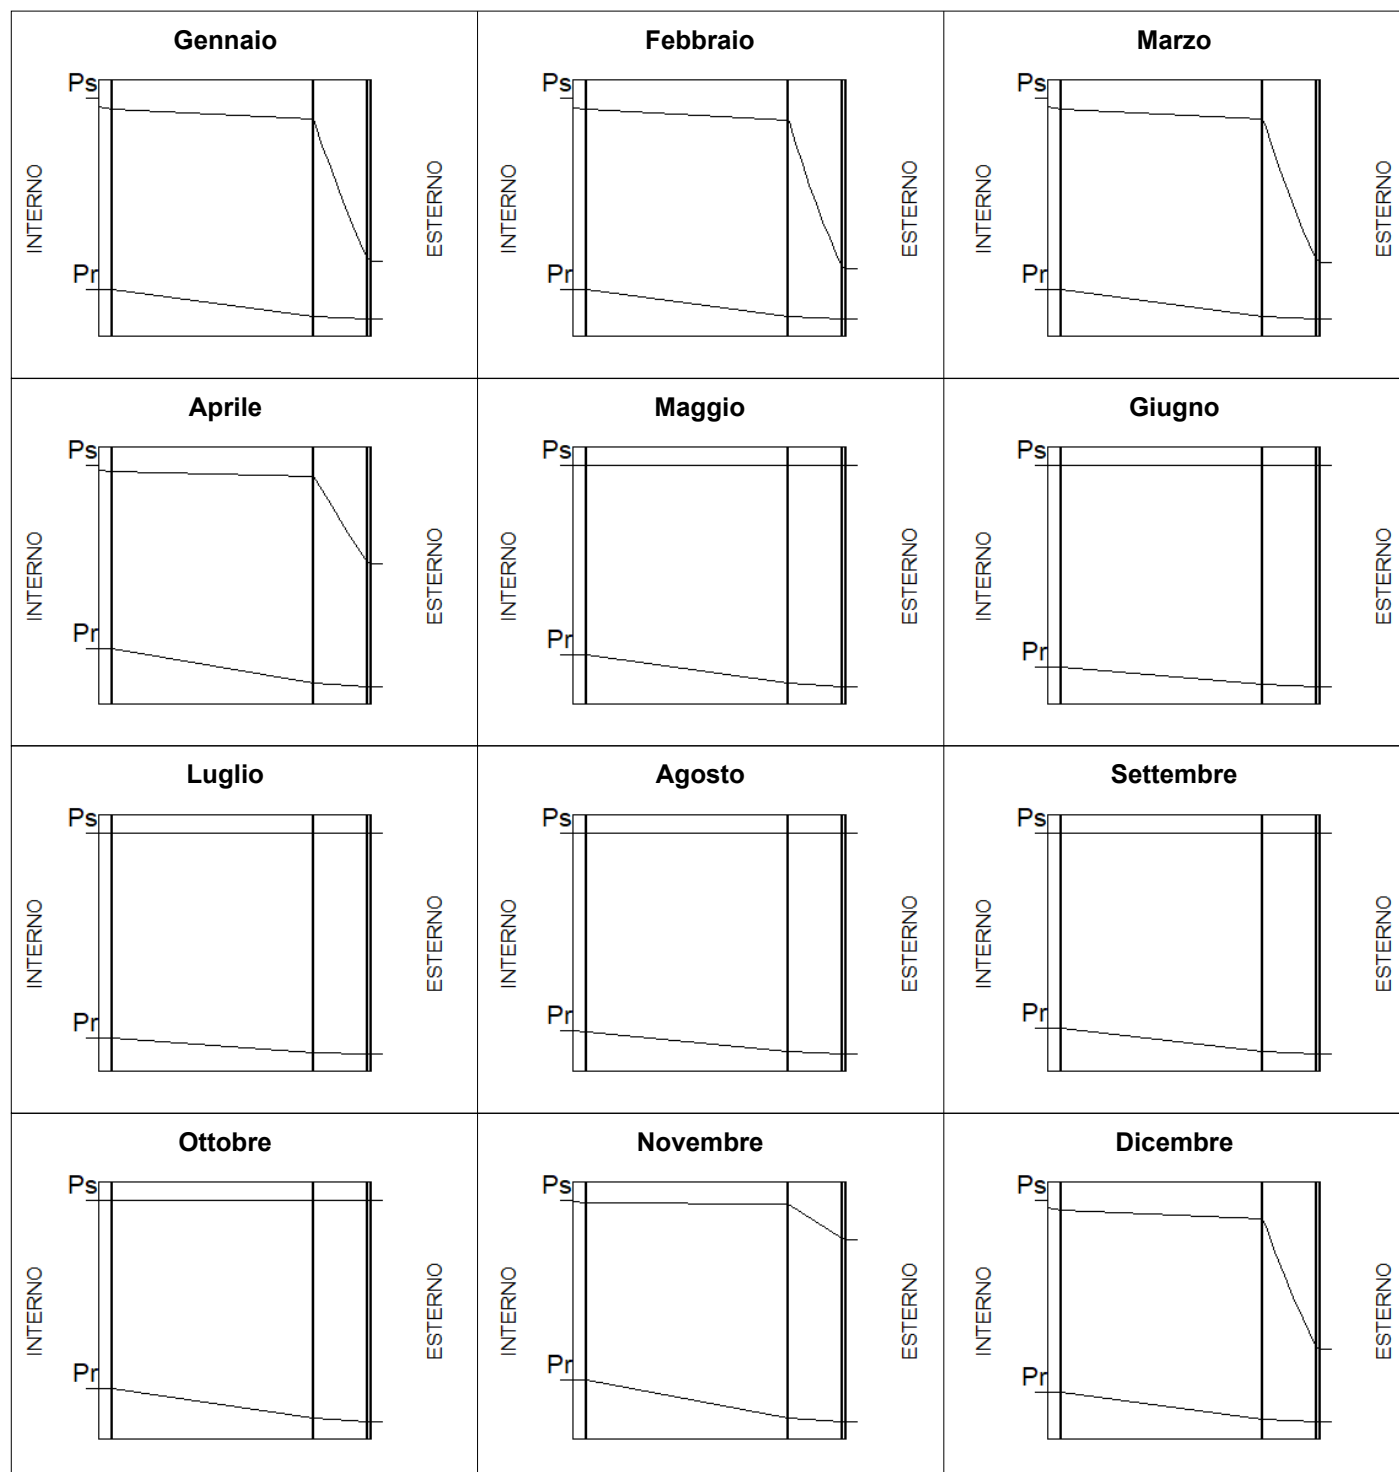 Gennaio
Ps
INTERNO
Pr
ESTERNO
Febbraio
Ps
INTERNO
Pr
ESTERNO
Marzo
Ps
INTERNO
Pr
ESTERNO
Aprile
Ps
INTERNO
Pr
ESTERNO
Maggio
Ps
INTERNO
Pr
ESTERNO
Giugno
Ps
INTERNO
Pr
ESTERNO
Luglio
Ps
INTERNO
Pr
ESTERNO
Agosto
Ps
INTERNO
Pr
ESTERNO
Settembre
Ps
INTERNO
Pr
ESTERNO
Ottobre
Ps
INTERNO
Pr
ESTERNO
Novembre
Ps
INTERNO
Pr
ESTERNO
Dicembre
Ps
INTERNO
Pr
ESTERNO